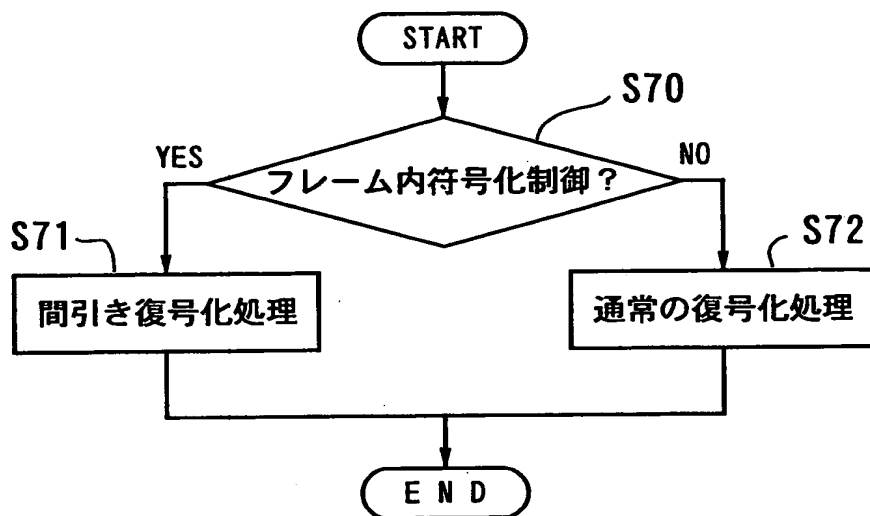 START
S70
YES
NO
フレーム内符号化制御？
S71
S72
間引き復号化処理
通常の復号化処理
END